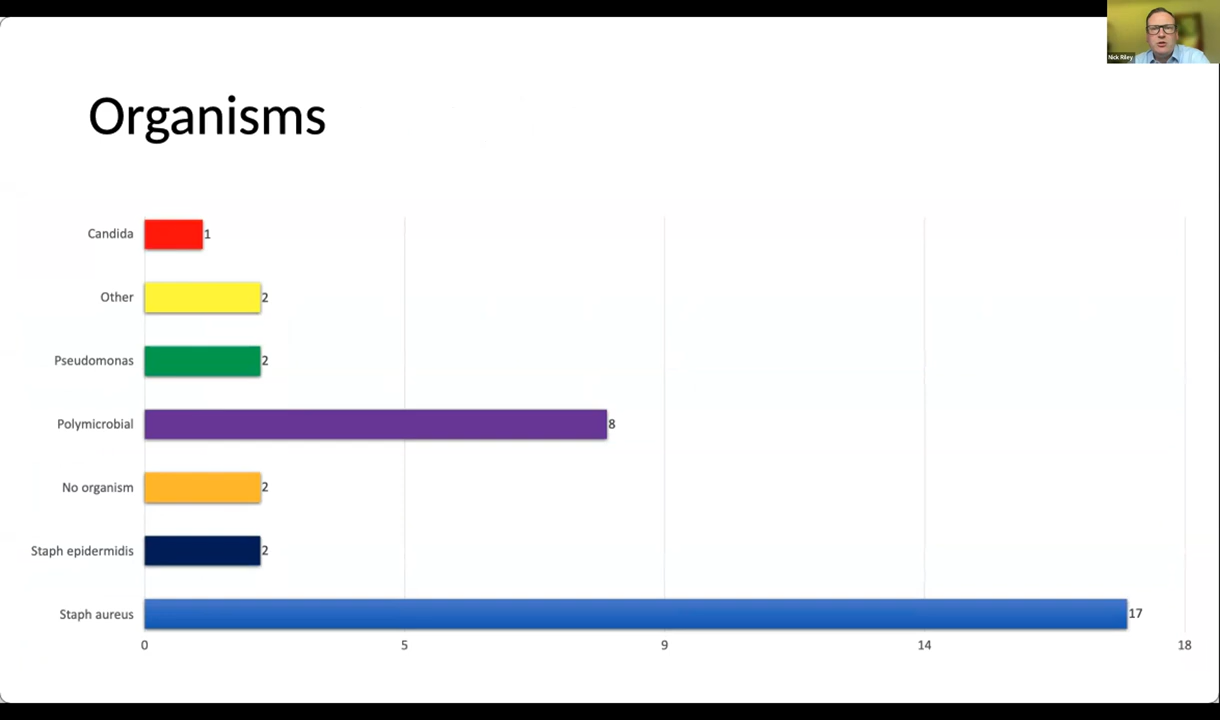 Nick Riley
Organisms
Candida 1
Other 2
Pseudomonas 2
Polymicrobial 8
No organism 2
Staph epidermidis 2
Staph aureus 17
0 5 9 14 18